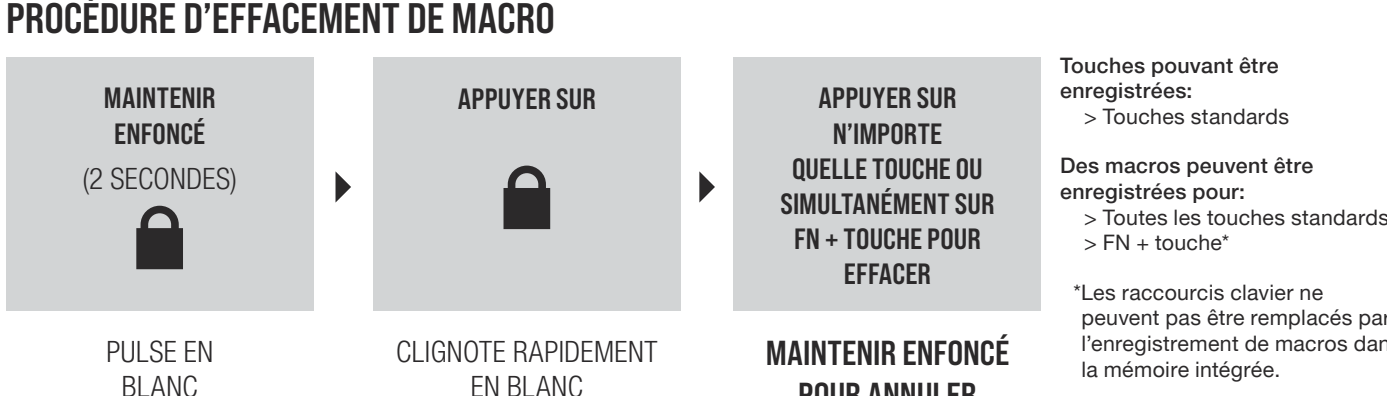 PROCÉDURE D’EFFACEMENT DE MACRO
MAINTENIR
ENFONCÉ
(2 SECONDES)
PULSE EN
BLANC
APPUYER SUR
CLIGNOTE RAPIDEMENT
EN BLANC
APPUYER SUR
N’IMPORTE
QUELLE TOUCHE OU
SIMULTANÉMENT SUR
FN + TOUCHE POUR
EFFACER
MAINTENIR ENFONCÉ
POUR ANNULER
Touches pouvant être
enregistrées:
> Touches standards
Des macros peuvent être
enregistrées pour:
> Toutes les touches standards
> FN + touche*
*Les raccourcis clavier ne
peuvent pas être remplacés par
l’enregistrement de macros dan
la mémoire intégrée.